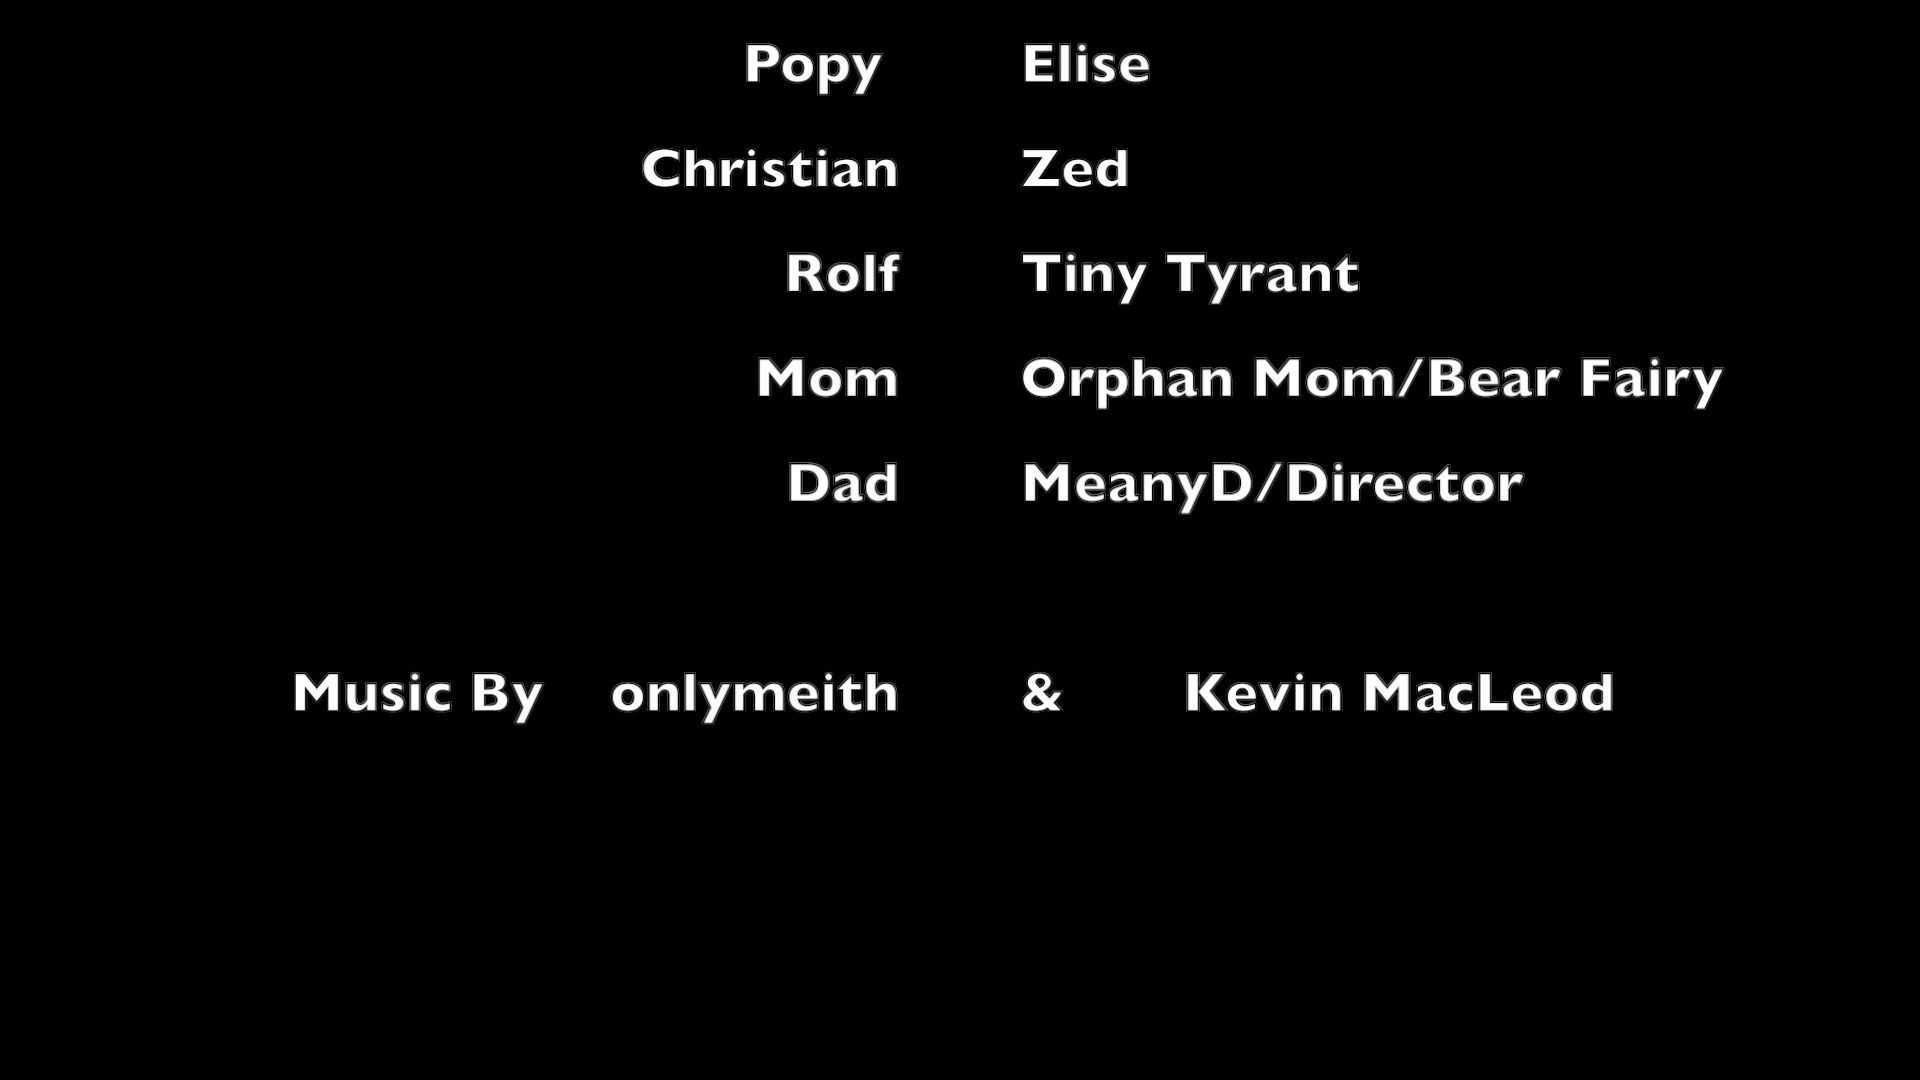 Popy Elise
Christian Zed
Rolf Tiny Tyrant
Mom Orphan Mom/Bear Fairy
Dad MeanyD/Director
Music By onlymeith & Kevin MacLeod